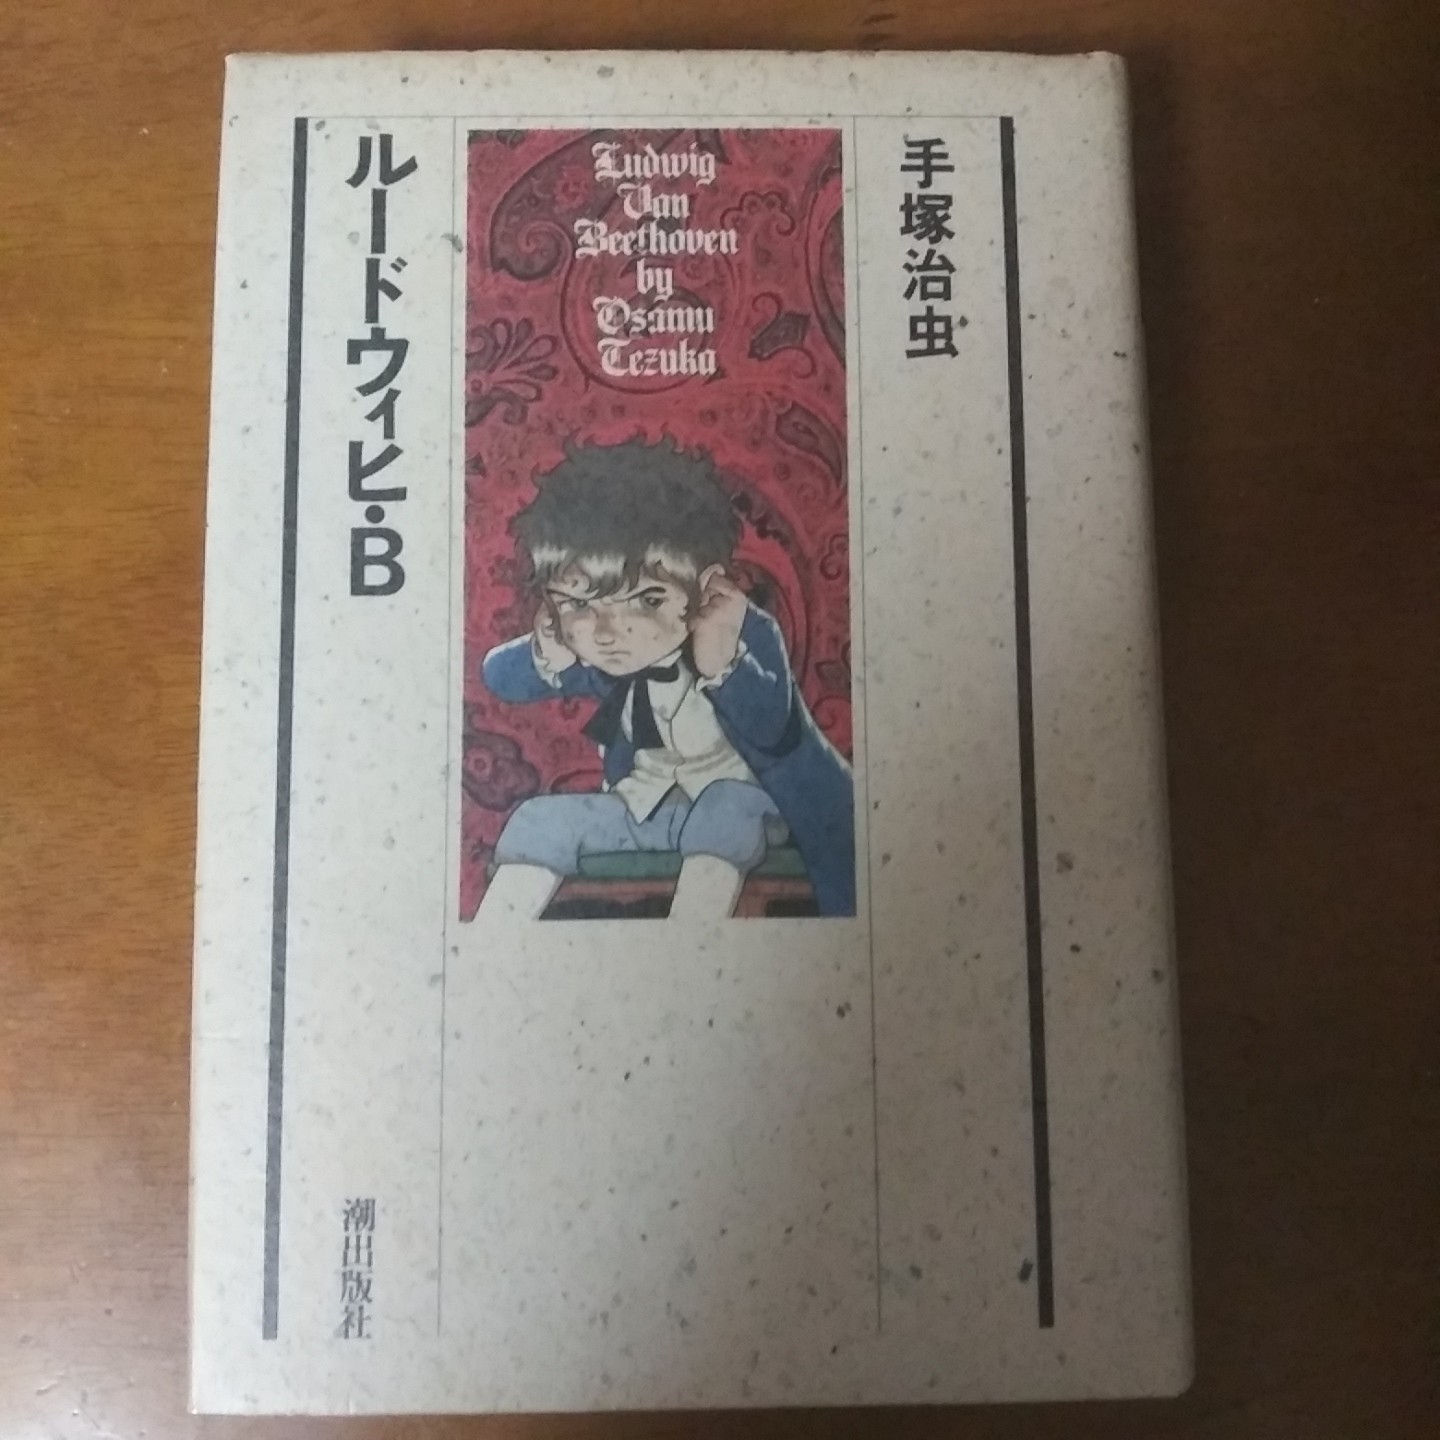 手塚治虫
Ludwig
Van
Beethoven
by
Osamu
Tezuka
ルードウィヒ・B
潮出版社